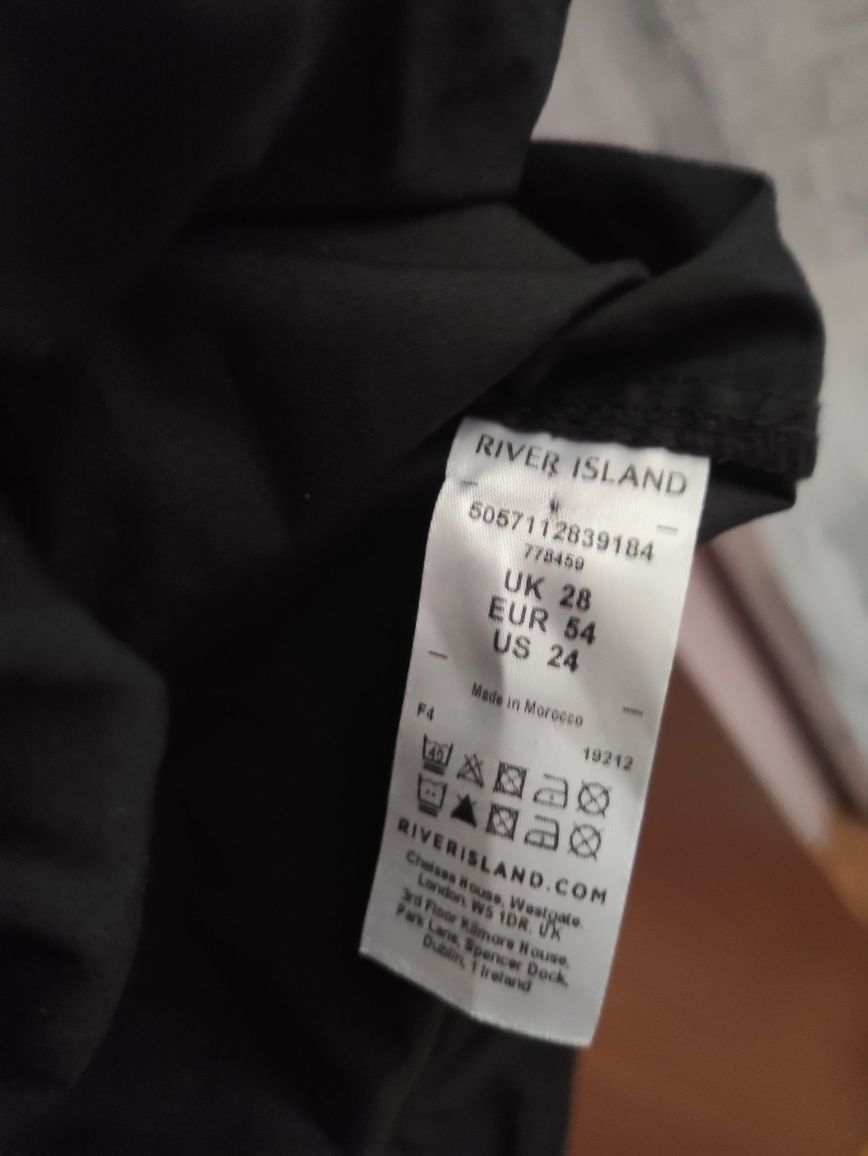 RIVER ISLAND
5057112839184
778459
UK 28
EUR 54
US 24
Made in Morocco
F4
19212
40
RIVERISLAND.COM
Chelsea House, Westgate,
London. W5 1DR. UK
3rd Floor Kilmore House,
Park Lane, Spencer Dock,
Dublin, 1 Ireland